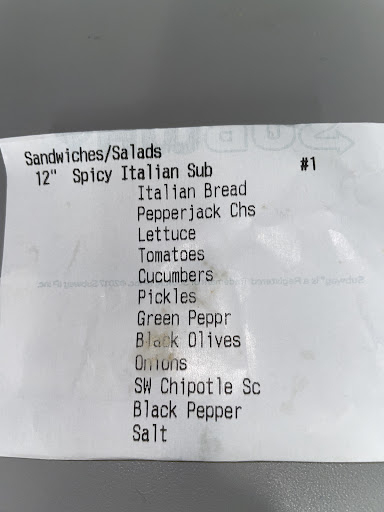 Sandwiches/Salads
12" Spicy Italian Sub #1
Italian Bread
Pepperjack Chs
Lettuce
Tomatoes
Cucumbers
Pickles
Green Peppr
Black Olives
Onions
SW Chipotle Sc
Black Pepper
Salt